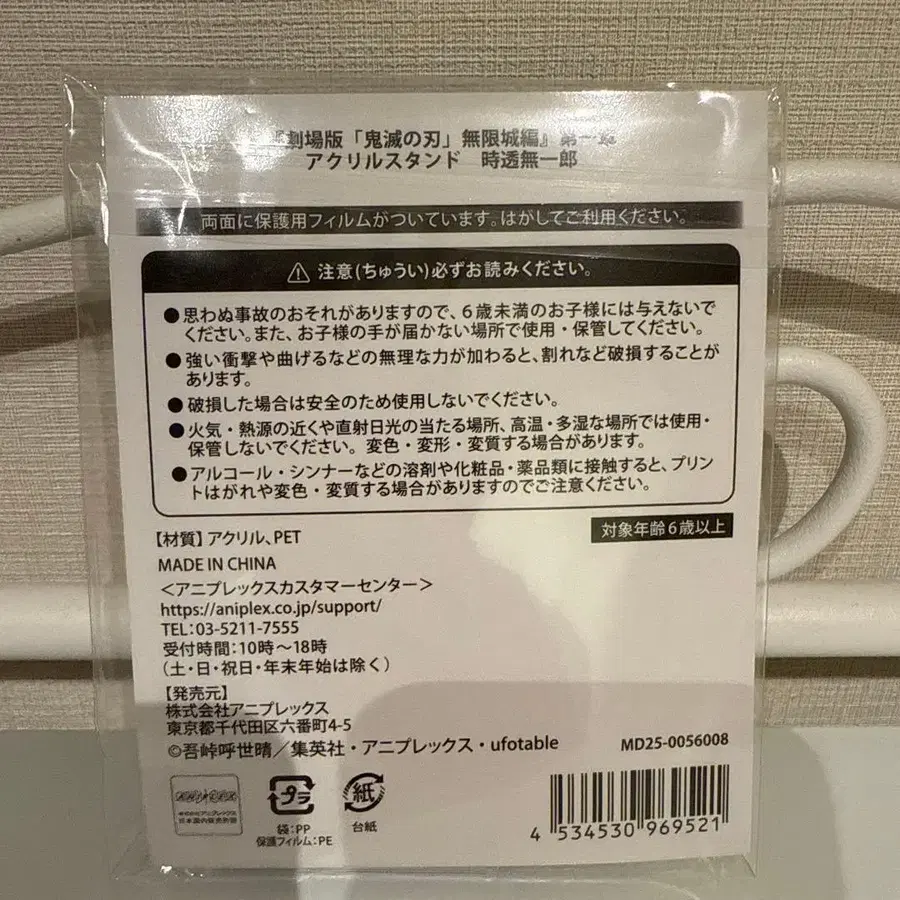 『劇場版「鬼滅の刃」無限城編』第一章
アクリルスタンド 時透無一郎
両面に保護用フィルムがついています。はがしてご利用ください。
注意(ちゅうい)必ずお読みください。
●思わぬ事故のおそれがありますので、6歳未満のお子様には与えないで
ください。また、お子様の手が届かない場所で使用・保管してください。
●強い衝撃や曲げるなどの無理な力が加わると、割れなど破損することが
あります。
●破損した場合は安全のため使用しないでください。
●火気・熱源の近くや直射日光の当たる場所、高温・多湿な場所では使用・
保管しないでください。変色・変形・変質する場合があります。
●アルコール・シンナーなどの溶剤や化粧品・薬品類に接触すると、プリン
トはがれや変色・変質する場合がありますのでご注意ください。
対象年齢6歳以上
【材質】アクリル、PET
MADE IN CHINA
<アニプレックスカスタマーセンター>
https://aniplex.co.jp/support/
TEL:03-5211-7555
受付時間:10時~18時
(土・日・祝日・年末年始は除く)
【発売元】
株式会社アニプレックス
東京都千代田区六番町4-5
©吾峠呼世晴/集英社・アニプレックス・ufotable
MD25-0056008
ANIPLEX
株式会社アニプレックス
日本国内販売許諾
プラ
袋:PP
保護フィルム:PE
紙
台紙
4 534530 969521